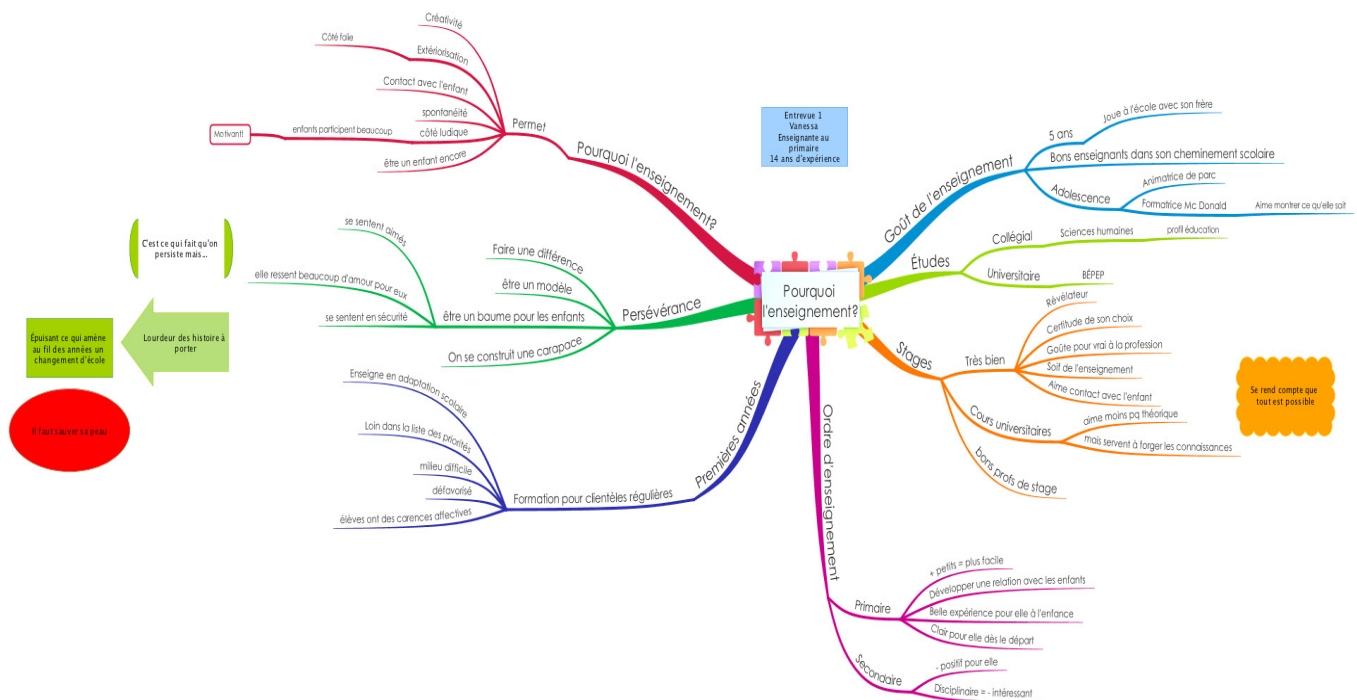 Entrevue 1
Vanessa
Enseignante au
primaire
14 ans d'expérience
Pourquoi
l'enseignement?
Pourquoi l'enseignement?
Permet
Créativité
Extériorisation
Côté folie
Contact avec l'enfant
spontanéité
côté ludique
enfants participent beaucoup
Motivant!
être un enfant encore
Goût de l'enseignement
5 ans
Joue à l'école avec son frère
Bons enseignants dans son cheminement scolaire
Adolescence
Animatrice de parc
Formatrice Mc Donald
Aime montrer ce qu'elle sait
Études
Collégial
Sciences humaines
profil éducation
Universitaire
BÉPEP
Stages
Très bien
Révélateur
Certitude de son choix
Goûte pour vrai à la profession
Soif de l'enseignement
Aime contact avec l'enfant
Cours universitaires
aime moins pq théorique
mais servent à forger les connaissances
bons profs de stage
Se rend compte que
tout est possible
Ordre d'enseignement
Primaire
+ petits = plus facile
Développer une relation avec les enfants
Belle expérience pour elle à l'enfance
Clair pour elle dès le départ
Secondaire
- positif pour elle
Disciplinaire = - intéressant
Premières années
Formation pour clientèles régulières
Enseigne en adaptation scolaire
Loin dans la liste des priorités
milieu difficile
défavorisé
élèves ont des carences affectives
Persévérance
Faire une différence
être un modèle
être un baume pour les enfants
se sentent aimés
elle ressent beaucoup d'amour pour eux
se sentent en sécurité
On se construit une carapace
C'est ce qui fait qu'on
persiste mais...
Lourdeur des histoire à
porter
Épuisant ce qui amène
au fil des années un
changement d'école
Il faut sauver sa peau